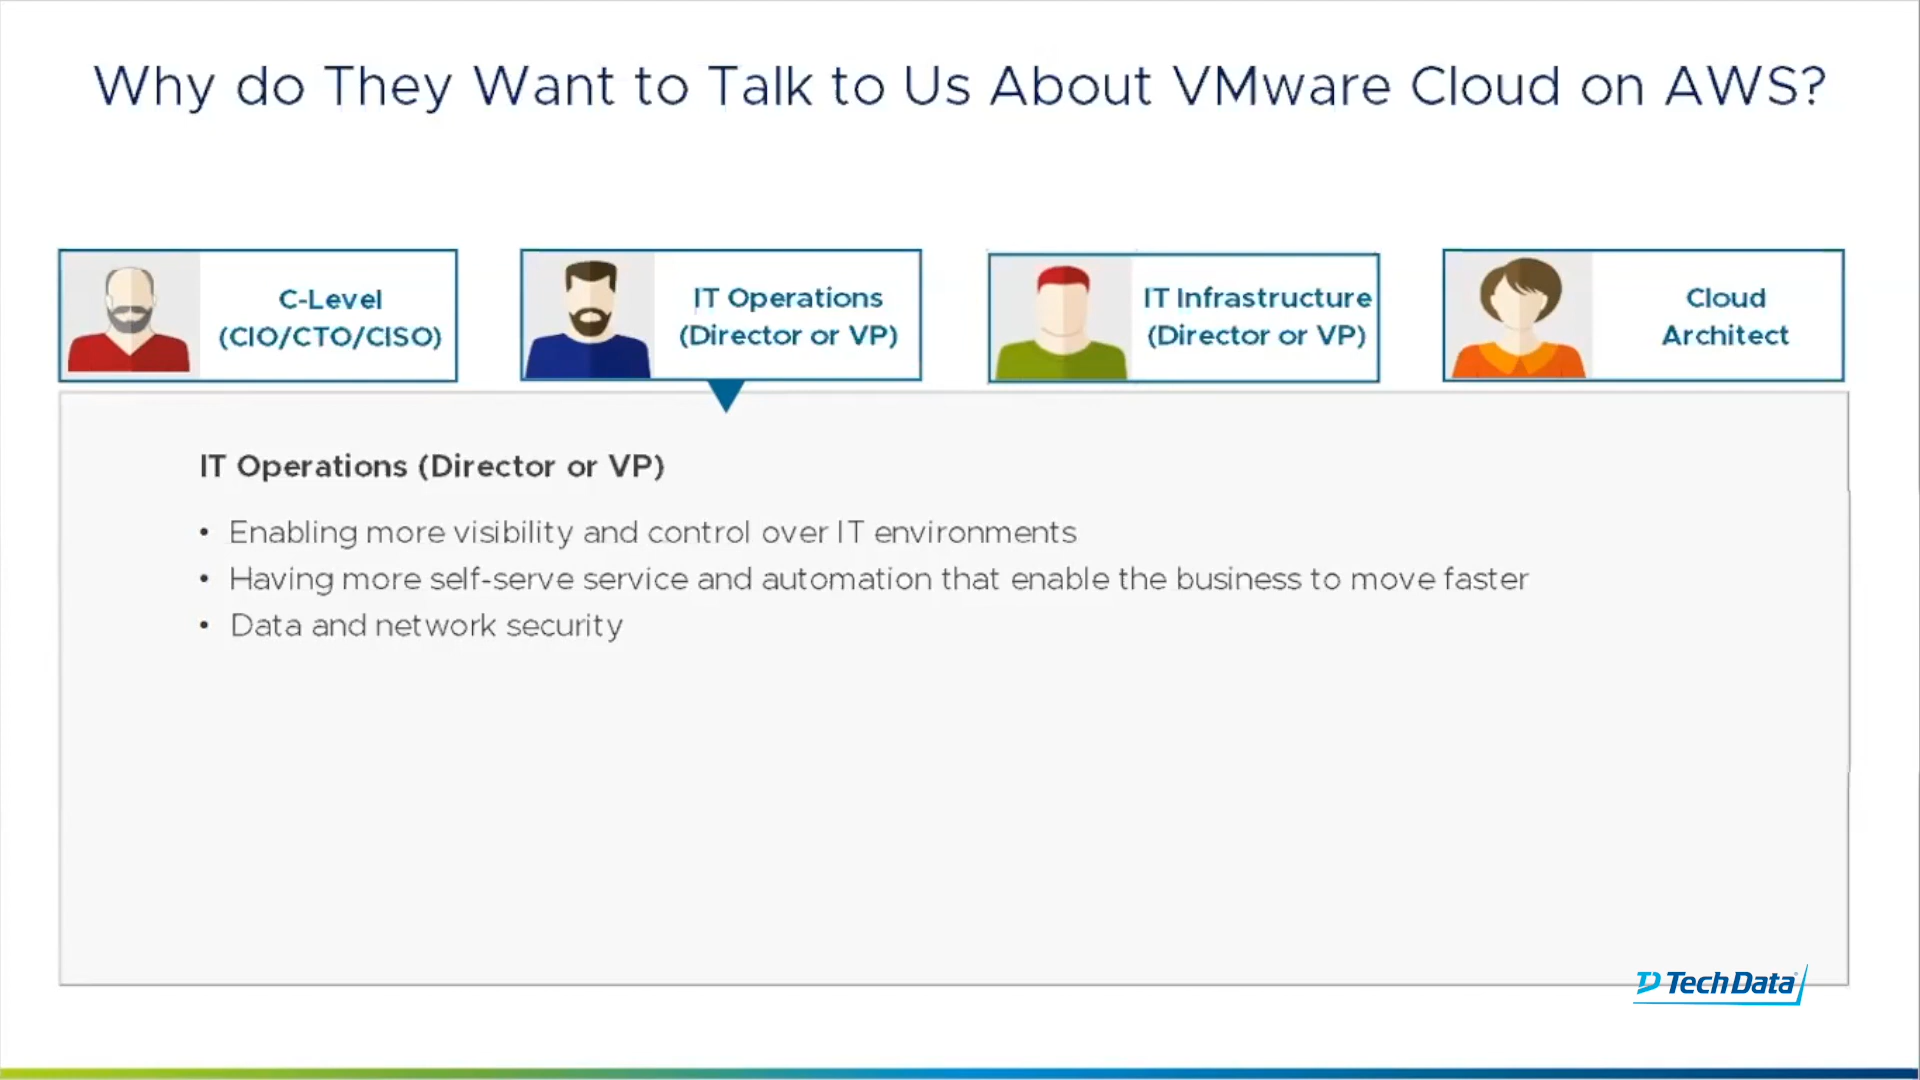 Why do They Want to Talk to Us About VMware Cloud on AWS?
C-Level
(CIO/CTO/CISO)
IT Operations
(Director or VP)
IT Infrastructure
(Director or VP)
Cloud
Architect
IT Operations (Director or VP)
• Enabling more visibility and control over IT environments
• Having more self-serve service and automation that enable the business to move faster
• Data and network security
TD Tech Data